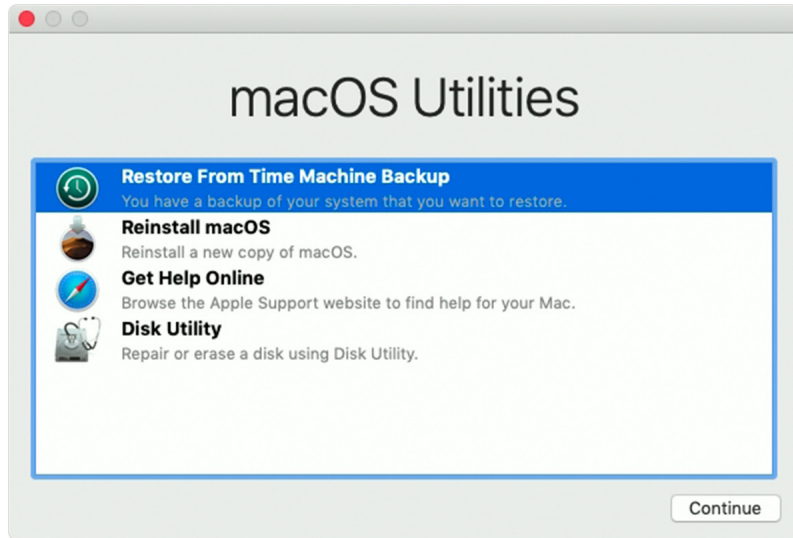 macOS Utilities
Restore From Time Machine Backup
You have a backup of your system that you want to restore.
Reinstall macOS
Reinstall a new copy of macOS.
Get Help Online
Browse the Apple Support website to find help for your Mac.
Disk Utility
Repair or erase a disk using Disk Utility.
Continue